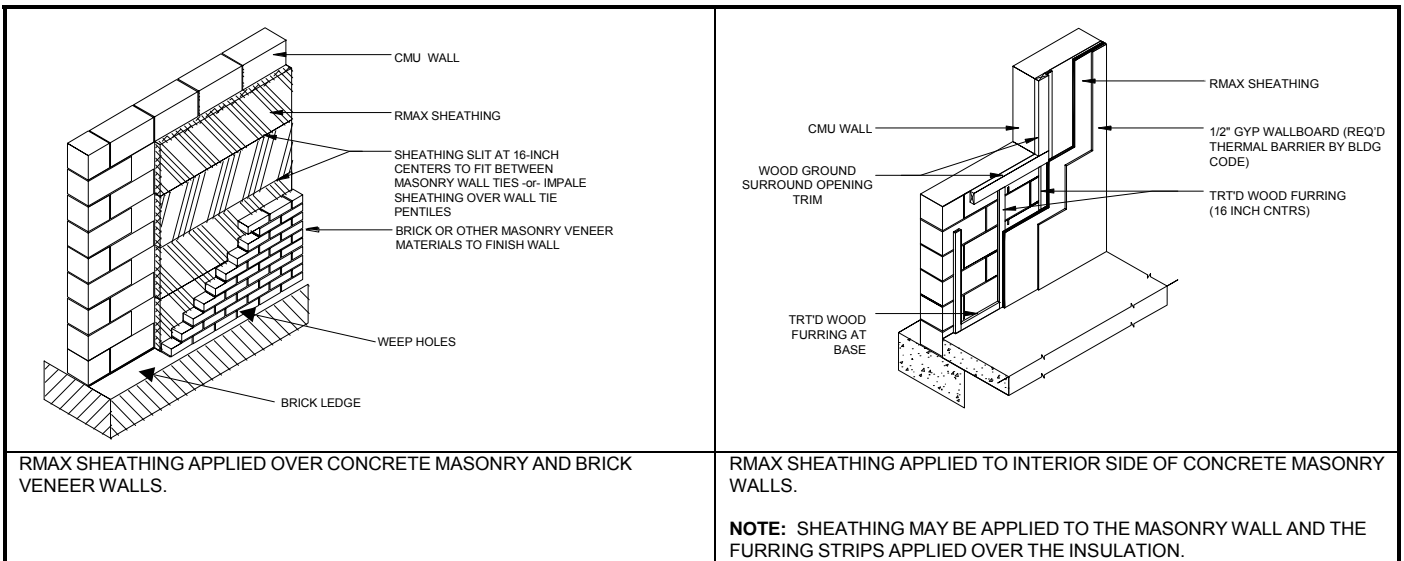 CMU WALL
RMAX SHEATHING
SHEATHING SLIT AT 16-INCH
CENTERS TO FIT BETWEEN
MASONRY WALL TIES -or- IMPALE
SHEATHING OVER WALL TIE
PENTILES
BRICK OR OTHER MASONRY VENEER
MATERIALS TO FINISH WALL
WEEP HOLES
BRICK LEDGE
RMAX SHEATHING APPLIED OVER CONCRETE MASONRY AND BRICK
VENEER WALLS.
RMAX SHEATHING
CMU WALL
1/2" GYP WALLBOARD (REQ'D
THERMAL BARRIER BY BLDG
CODE)
WOOD GROUND
SURROUND OPENING
TRIM
TRT'D WOOD FURRING
(16 INCH CNTRS)
TRT'D WOOD
FURRING AT
BASE
RMAX SHEATHING APPLIED TO INTERIOR SIDE OF CONCRETE MASONRY
WALLS.
NOTE: SHEATHING MAY BE APPLIED TO THE MASONRY WALL AND THE
FURRING STRIPS APPLIED OVER THE INSULATION.